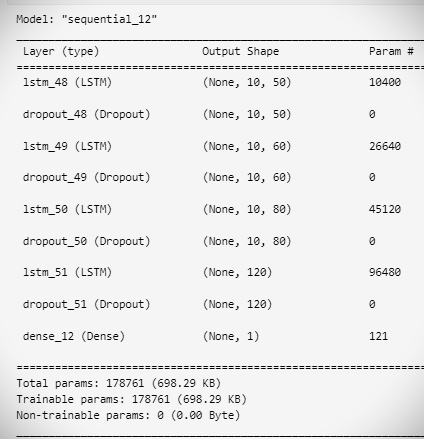 Model: "sequential_12"
Layer (type) Output Shape Param #
lstm_48 (LSTM) (None, 10, 50) 10400
dropout_48 (Dropout) (None, 10, 50) 0
lstm_49 (LSTM) (None, 10, 60) 26640
dropout_49 (Dropout) (None, 10, 60) 0
lstm_50 (LSTM) (None, 10, 80) 45120
dropout_50 (Dropout) (None, 10, 80) 0
lstm_51 (LSTM) (None, 120) 96480
dropout_51 (Dropout) (None, 120) 0
dense_12 (Dense) (None, 1) 121
Total params: 178761 (698.29 KB)
Trainable params: 178761 (698.29 KB)
Non-trainable params: 0 (0.00 Byte)